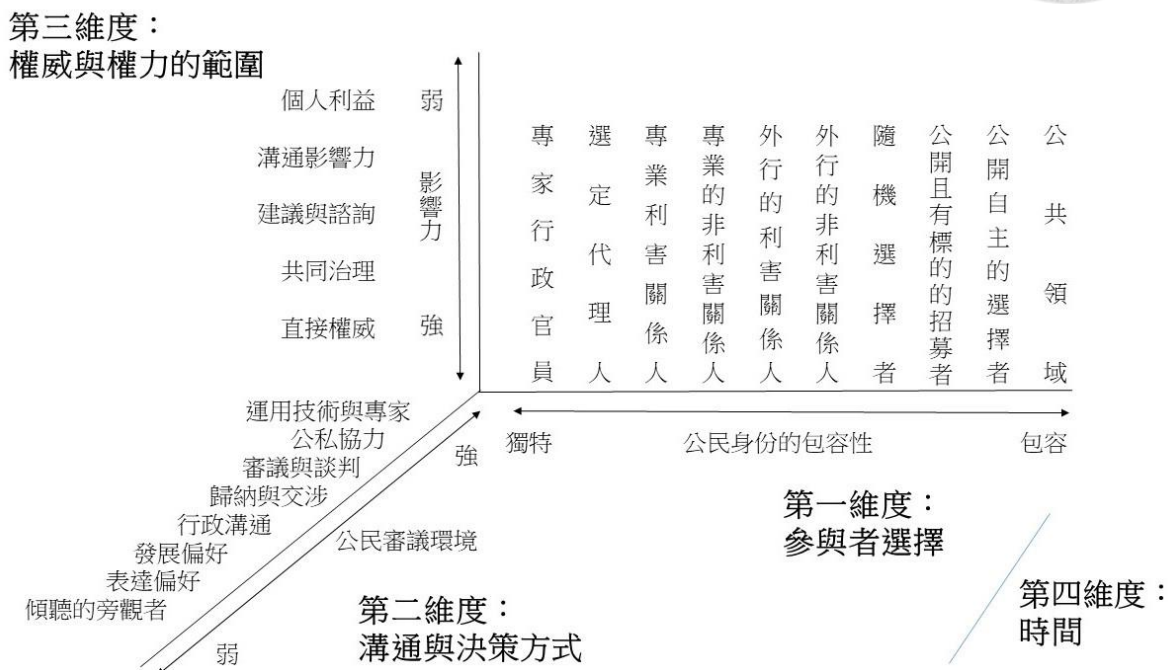 第三維度：
權威與權力的範圍
個人利益
溝通影響力
建議與諮詢
共同治理
直接權威
弱
影響力
強
專家行政官員
選定代理人
專業利害關係人
專業的非利害關係人
外行的利害關係人
外行的非利害關係人
隨機選擇者
公開且有標的的招募者
公開自主的選擇者
公共領域
獨特
公民身份的包容性
包容
第一維度：
參與者選擇
運用技術與專家
公私協力
審議與談判
歸納與交涉
行政溝通
發展偏好
表達偏好
傾聽的旁觀者
強
公民審議環境
弱
第二維度：
溝通與決策方式
第四維度：
時間